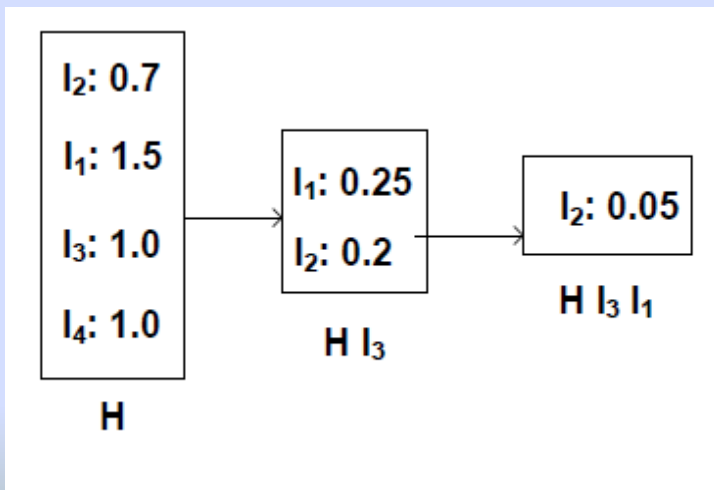 I₂: 0.7
I₁: 1.5
I₃: 1.0
I₄: 1.0
H
I₁: 0.25
I₂: 0.2
H I₃
I₂: 0.05
H I₃ I₁